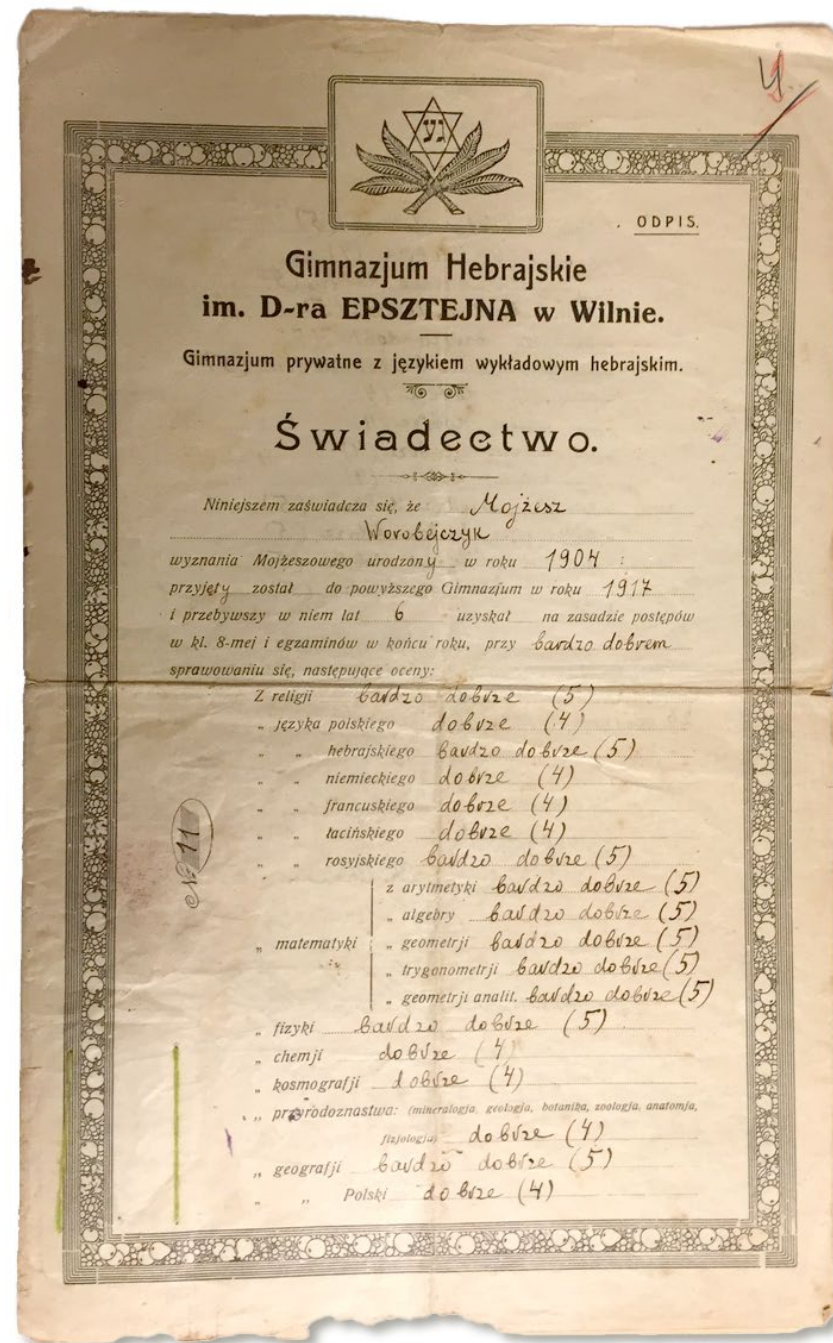 4.
גע
ODPIS.
Gimnazjum Hebrajskie
im. D-ra EPSZTEJNA w Wilnie.
Gimnazjum prywatne z językiem wykładowym hebrajskim.
Świadectwo.
Niniejszem zaświadcza się, że Mojżesz
Worobejczyk
wyznania Mojżeszowego urodzony w roku 1904 :
przyjęty został do powyższego Gimnazjum w roku 1917
i przebywszy w niem lat 6 uzyskał na zasadzie postępów
w kl. 8-mej i egzaminów w końcu roku, przy bardzo dobrem
sprawowaniu się, następujące oceny:
Z religji bardzo dobrze (5)
„ języka polskiego dobrze (4)
„ „ hebrajskiego bardzo dobrze (5)
„ „ niemieckiego dobrze (4)
„ „ francuskiego dobrze (4)
„ „ łacińskiego dobrze (4)
„ „ rosyjskiego bardzo dobrze (5)
z arytmetyki bardzo dobrze (5)
„ algebry bardzo dobrze (5)
„ matematyki „ geometrji bardzo dobrze (5)
„ trygonometrji bardzo dobrze (5)
„ geometrji analit. bardzo dobrze (5)
„ fizyki bardzo dobrze (5)
„ chemji dobrze (4)
„ kosmografji dobrze (4)
„ „ przyrodoznastwa: (mineralogja, geologja, botanika, zoologja, anatomja,
fizjologja) dobrze (4)
„ geografji bardzo dobrze (5)
„ „ Polski dobrze (4)
№ 11